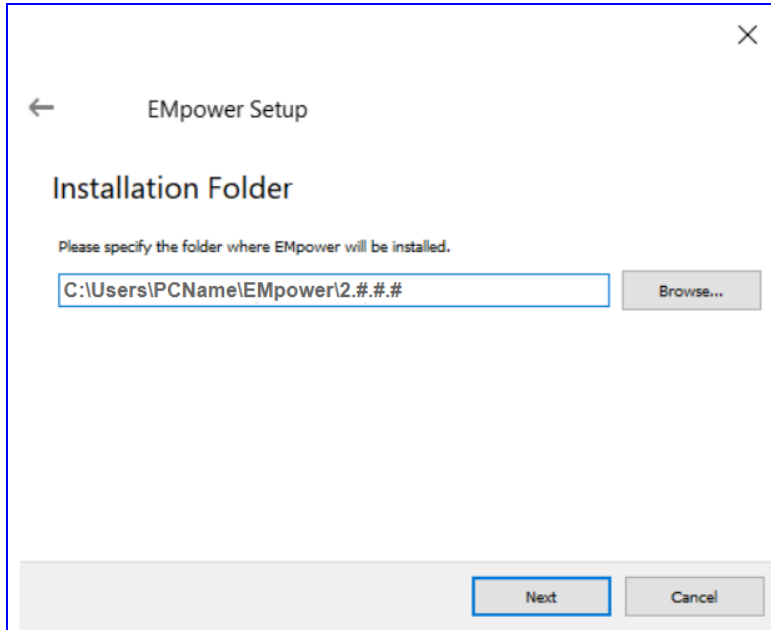 EMpower Setup
Installation Folder
Please specify the folder where EMpower will be installed.
C:\Users\PCName\EMpower\2.#.#.#
Browse...
Next
Cancel